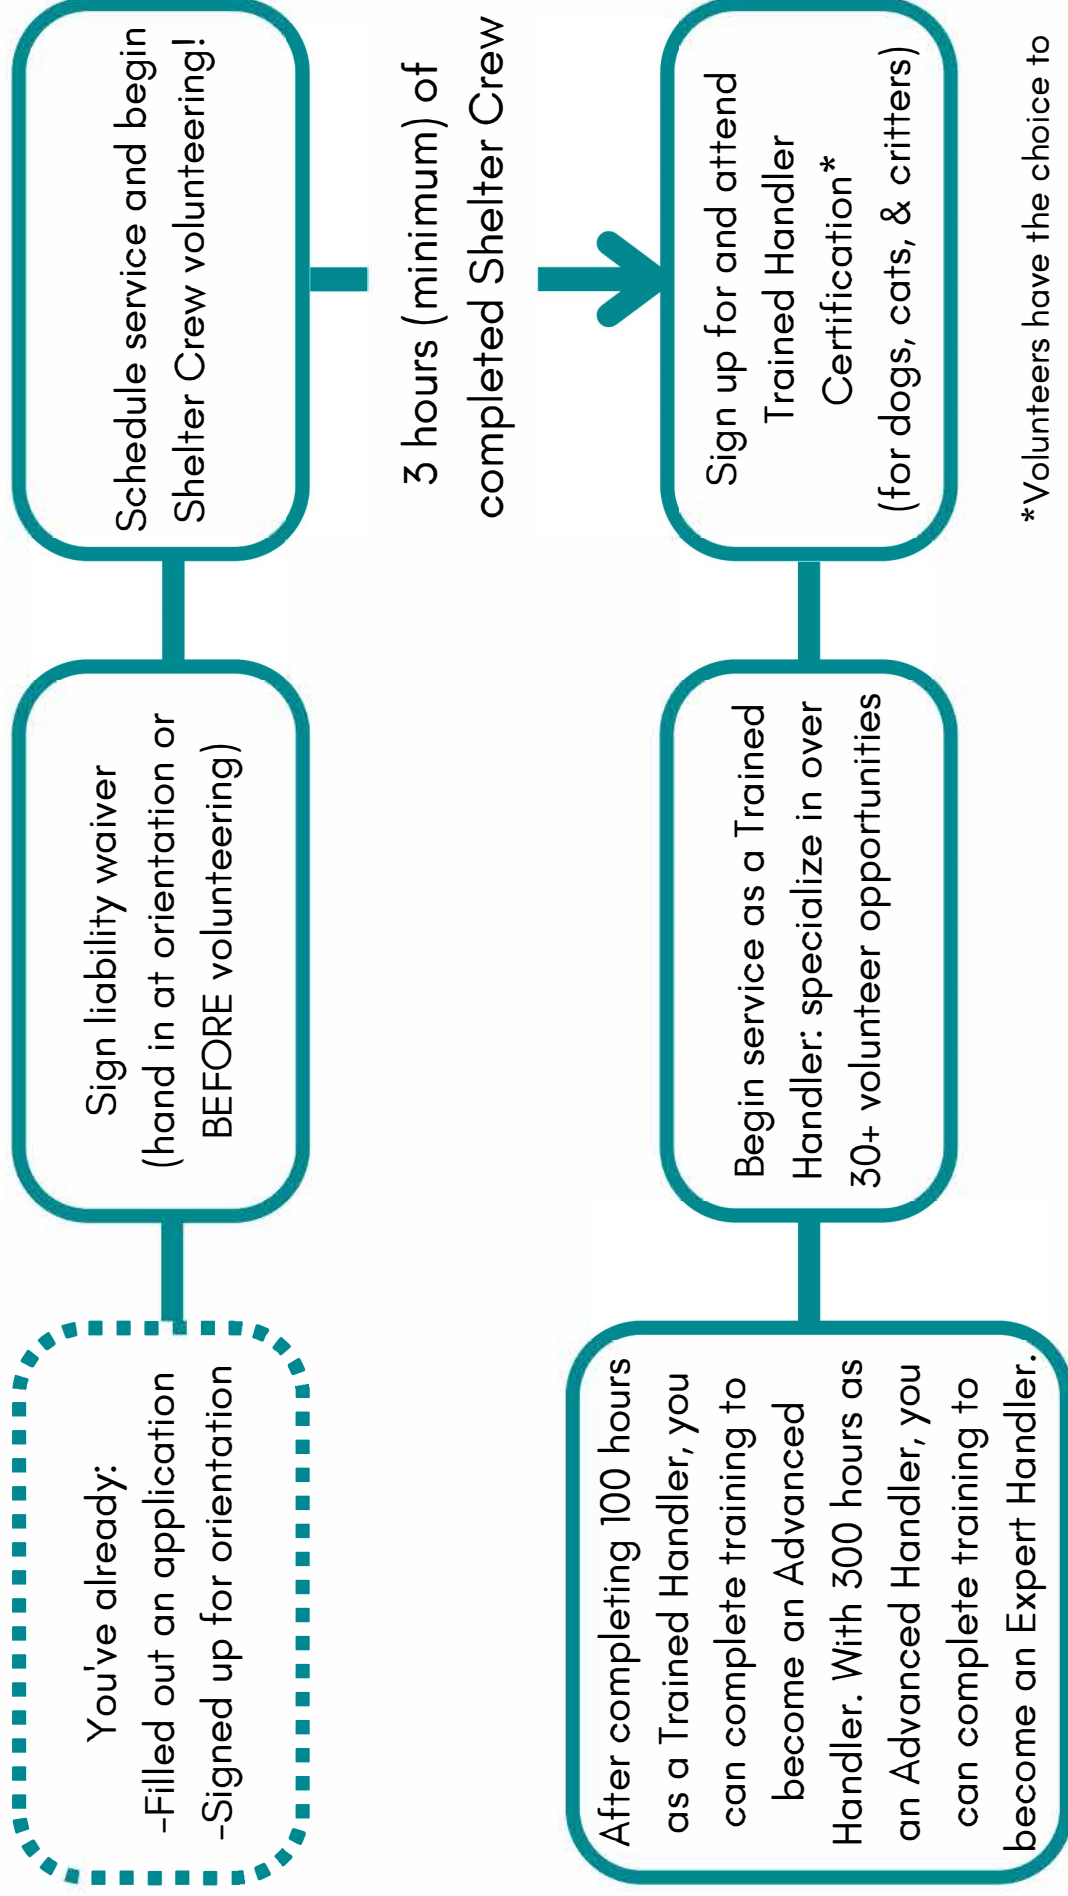 You've already:
-Filled out an application
-Signed up for orientation
Sign liability waiver
(hand in at orientation or
BEFORE volunteering)
Schedule service and begin
Shelter Crew volunteering!
3 hours (minimum) of
completed Shelter Crew
Sign up for and attend
Trained Handler
Certification*
(for dogs, cats, & critters)
Begin service as a Trained
Handler: specialize in over
30+ volunteer opportunities
After completing 100 hours
as a Trained Handler, you
can complete training to
become an Advanced
Handler. With 300 hours as
an Advanced Handler, you
can complete training to
become an Expert Handler.
*Volunteers have the choice to